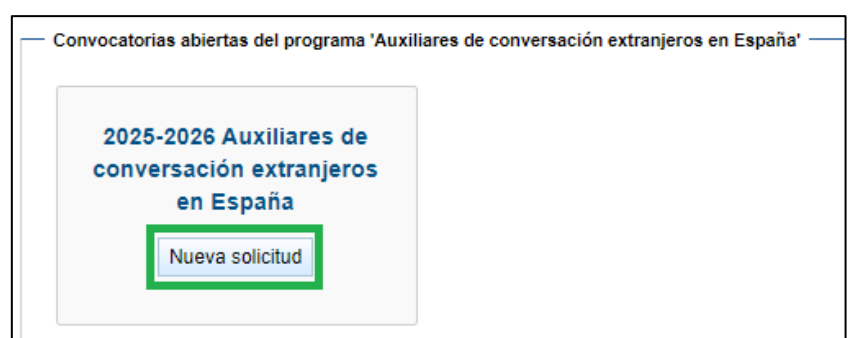 Convocatorias abiertas del programa 'Auxiliares de conversación extranjeros en España'
2025-2026 Auxiliares de
conversación extranjeros
en España
Nueva solicitud